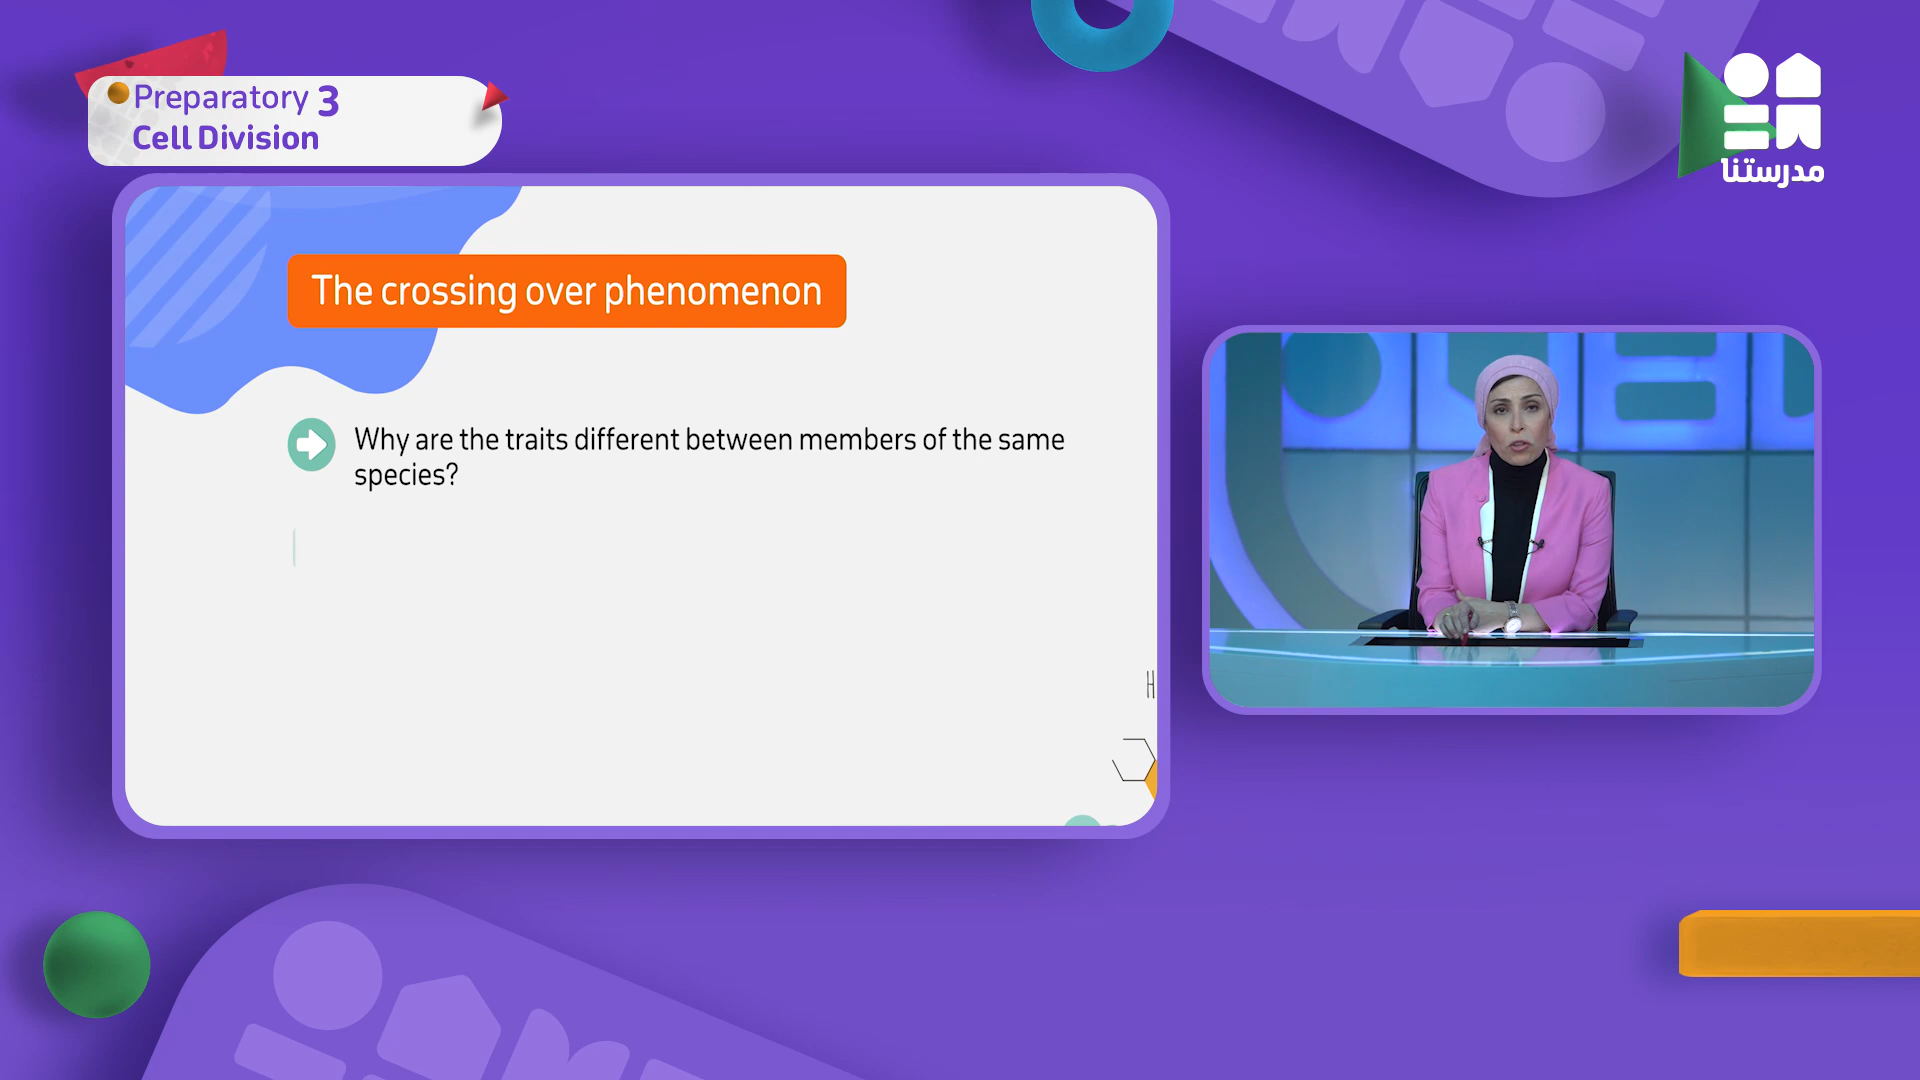 Preparatory 3
Cell Division
مدرستنا
The crossing over phenomenon
Why are the traits different between members of the same
species?
H